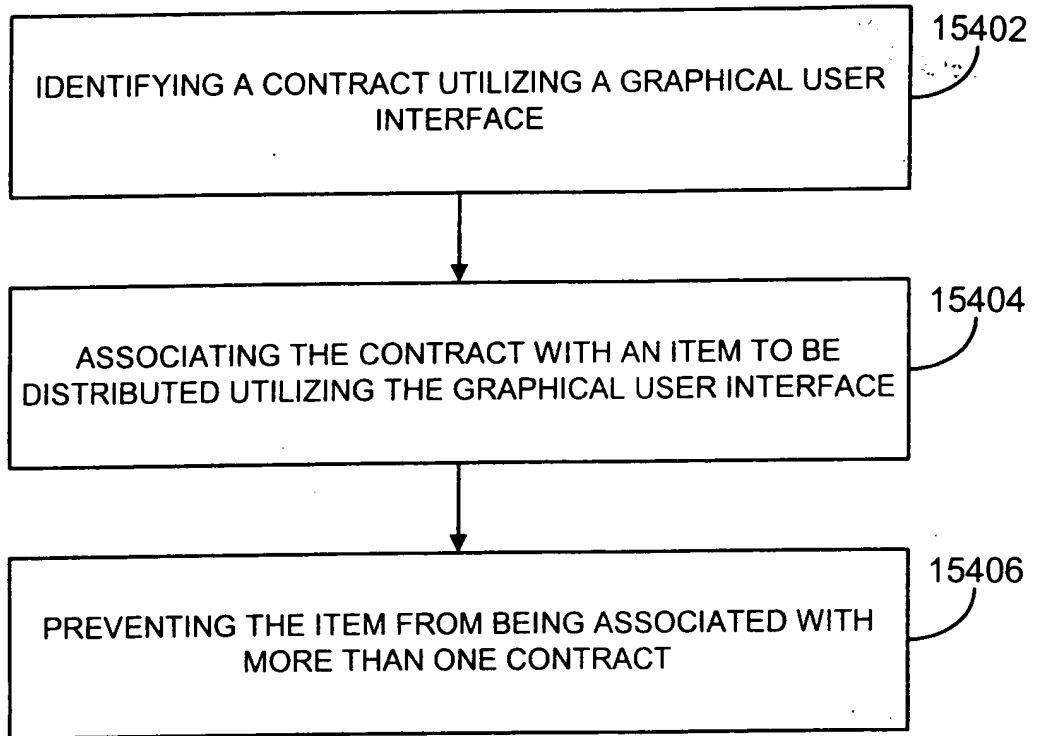 15402
IDENTIFYING A CONTRACT UTILIZING A GRAPHICAL USER
INTERFACE
15404
ASSOCIATING THE CONTRACT WITH AN ITEM TO BE
DISTRIBUTED UTILIZING THE GRAPHICAL USER INTERFACE
15406
PREVENTING THE ITEM FROM BEING ASSOCIATED WITH
MORE THAN ONE CONTRACT